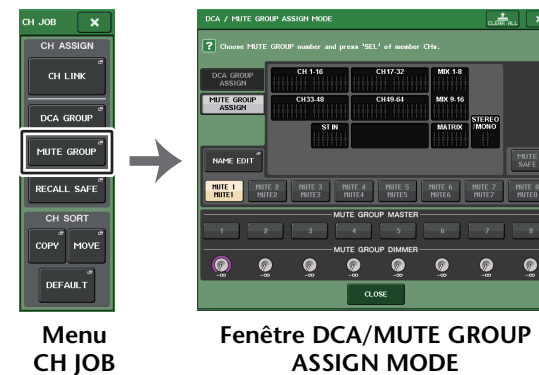 CH JOB
CH ASSIGN
CH LINK
DCA GROUP
MUTE GROUP
RECALL SAFE
CH SORT
COPY MOVE
DEFAULT
Menu
CH JOB
DCA / MUTE GROUP ASSIGN MODE
CLEAR ALL
? Choose MUTE GROUP number and press 'SEL' of member CHs.
DCA GROUP
ASSIGN
MUTE GROUP
ASSIGN
CH 1-16 CH17-32 MIX 1-8
CH33-48 CH49-64 MIX 9-16
STEREO
/MONO
ST IN MATRIX
NAME EDIT
MUTE
SAFE
MUTE 1 MUTE 2 MUTE 3 MUTE 4 MUTE 5 MUTE 6 MUTE 7 MUTE 8
MUTE1 MUTE2 MUTE3 MUTE4 MUTE5 MUTE6 MUTE7 MUTE8
MUTE GROUP MASTER
1 2 3 4 5 6 7 8
MUTE GROUP DIMMER
-∞ -∞ -∞ -∞ -∞ -∞ -∞ -∞
CLOSE
Fenêtre DCA/MUTE GROUP
ASSIGN MODE